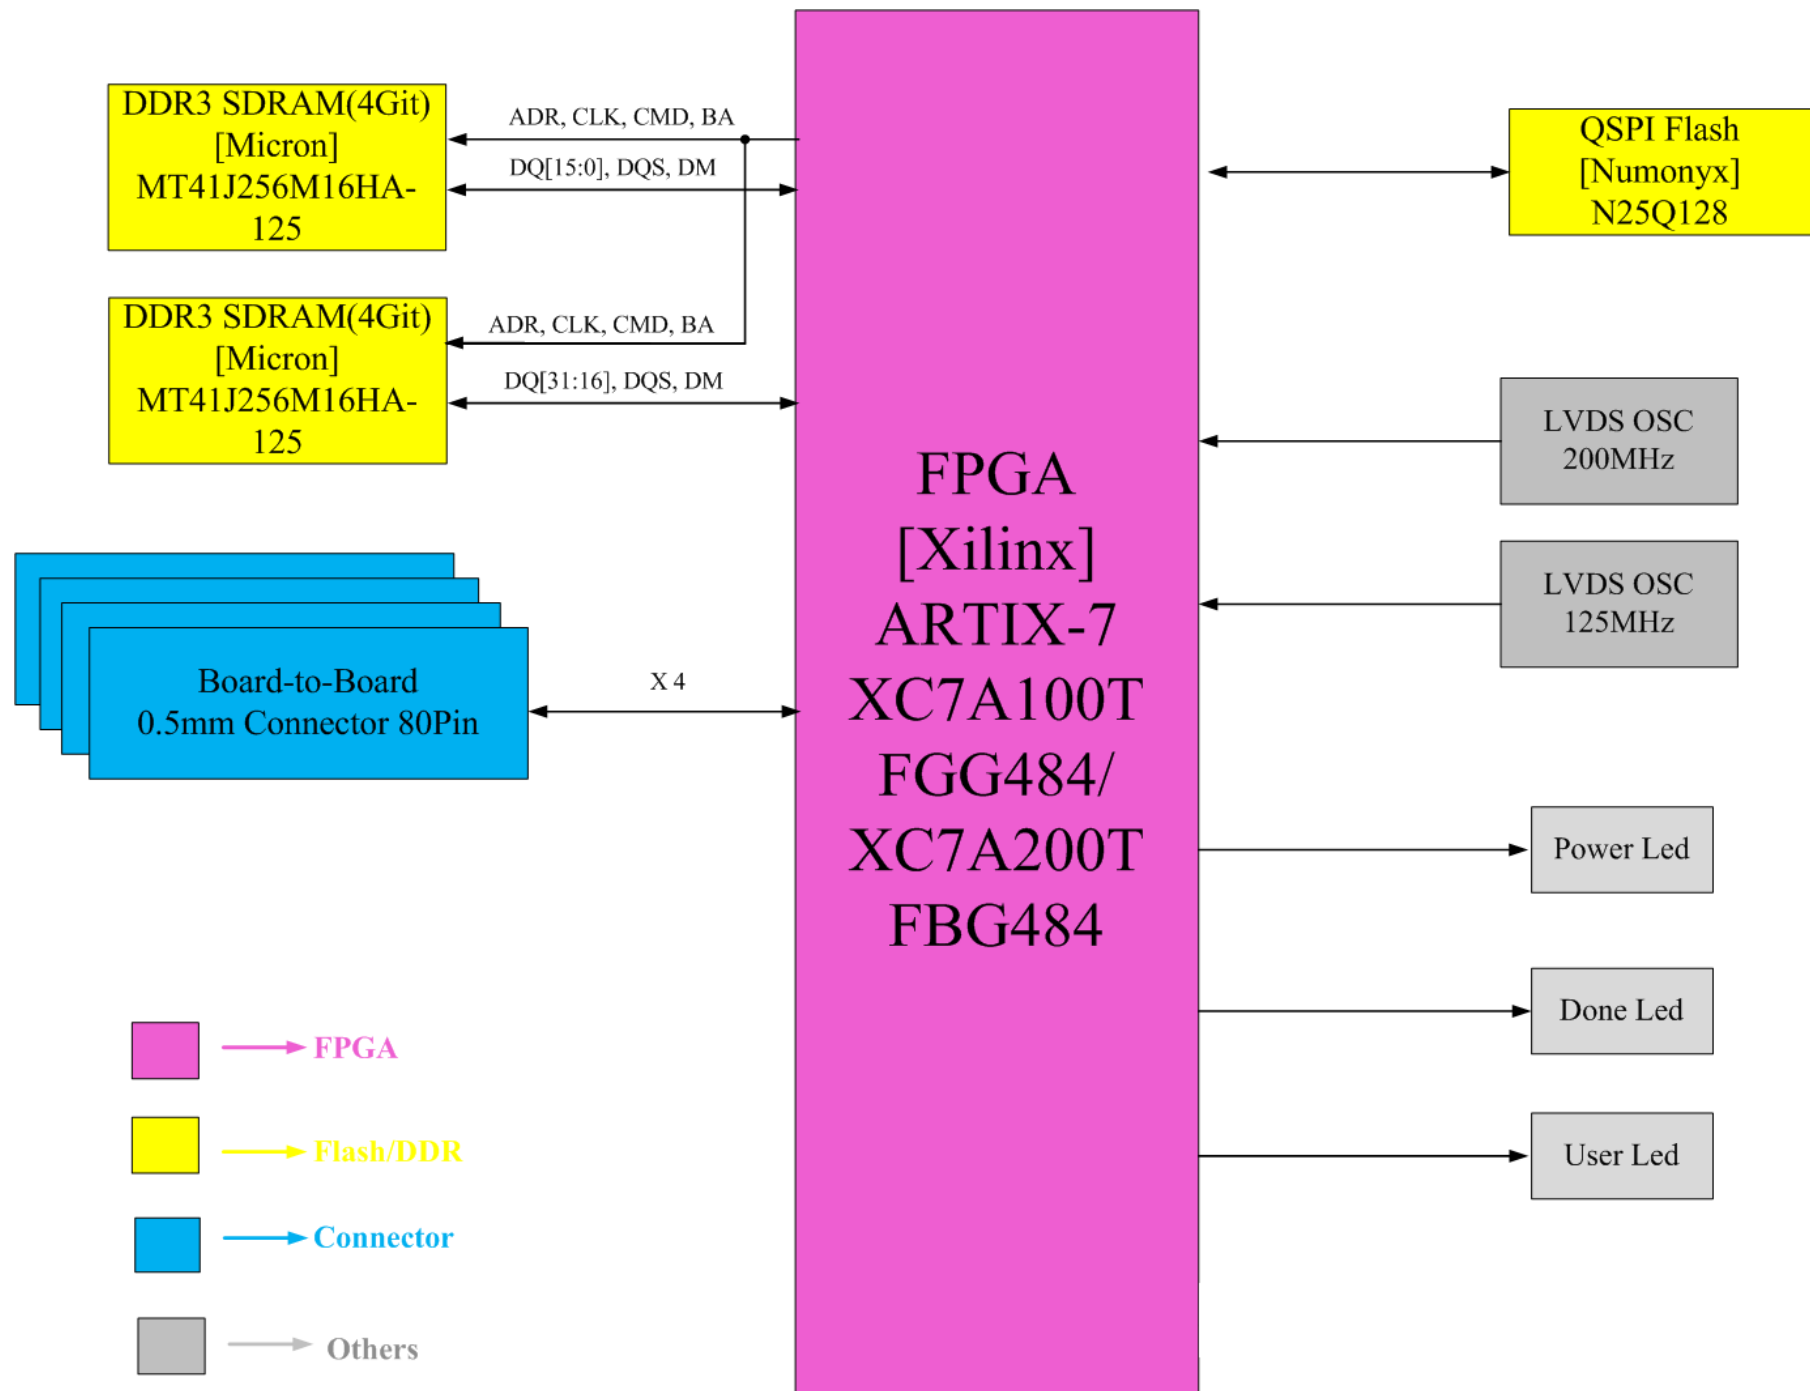 DDR3 SDRAM(4Git)
[Micron]
MT41J256M16HA-
125
ADR, CLK, CMD, BA
DQ[15:0], DQS, DM
DDR3 SDRAM(4Git)
[Micron]
MT41J256M16HA-
125
ADR, CLK, CMD, BA
DQ[31:16], DQS, DM
Board-to-Board
0.5mm Connector 80Pin
X 4
FPGA
[Xilinx]
ARTIX-7
XC7A100T
FGG484/
XC7A200T
FBG484
QSPI Flash
[Numonyx]
N25Q128
LVDS OSC
200MHz
LVDS OSC
125MHz
Power Led
Done Led
User Led
FPGA
Flash/DDR
Connector
Others